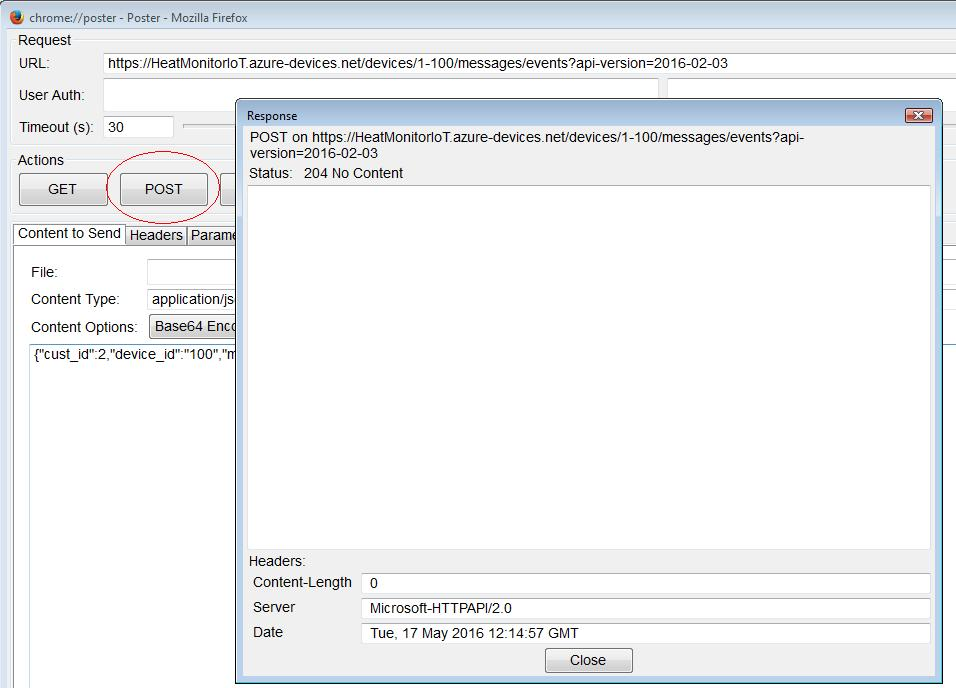 chrome://poster - Poster - Mozilla Firefox
Request
URL: https://HeatMonitorIoT.azure-devices.net/devices/1-100/messages/events?api-version=2016-02-03
User Auth:
Timeout (s): 30
Actions
GET POST
Content to Send Headers Parame
File:
Content Type: application/js
Content Options: Base64 Enco
{"cust_id":2,"device_id":"100","m
Response
POST on https://HeatMonitorIoT.azure-devices.net/devices/1-100/messages/events?api-
version=2016-02-03
Status: 204 No Content
Headers:
Content-Length 0
Server Microsoft-HTTPAPI/2.0
Date Tue, 17 May 2016 12:14:57 GMT
Close